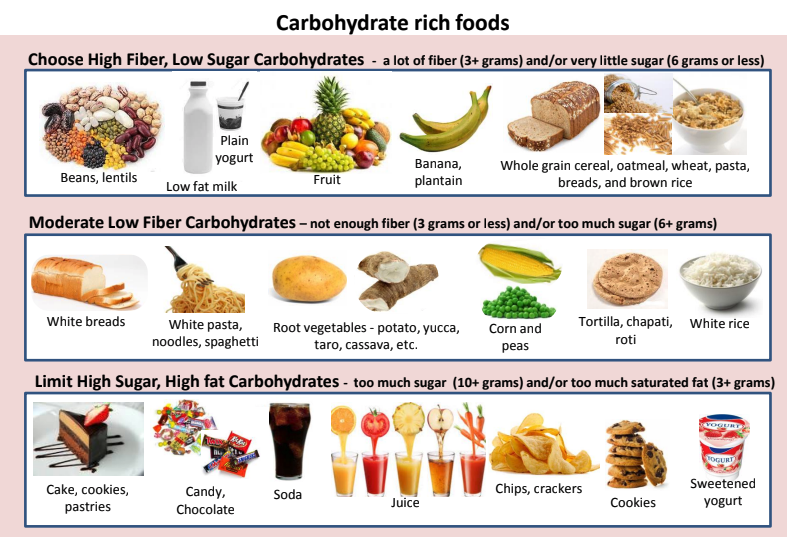 Carbohydrate rich foods
Choose High Fiber, Low Sugar Carbohydrates - a lot of fiber (3+ grams) and/or very little sugar (6 grams or less)
Beans, lentils
Low fat milk
Plain
yogurt
Fruit
Banana,
plantain
Whole grain cereal, oatmeal, wheat, pasta,
breads, and brown rice
Moderate Low Fiber Carbohydrates – not enough fiber (3 grams or less) and/or too much sugar (6+ grams)
White breads
White pasta,
noodles, spaghetti
Root vegetables - potato, yucca,
taro, cassava, etc.
Corn and
peas
Tortilla, chapati,
roti
White rice
Limit High Sugar, High fat Carbohydrates - too much sugar (10+ grams) and/or too much saturated fat (3+ grams)
Cake, cookies,
pastries
Candy,
Chocolate
Soda
Juice
Chips, crackers
Cookies
YOGURT
YOGURT
Sweetened
yogurt